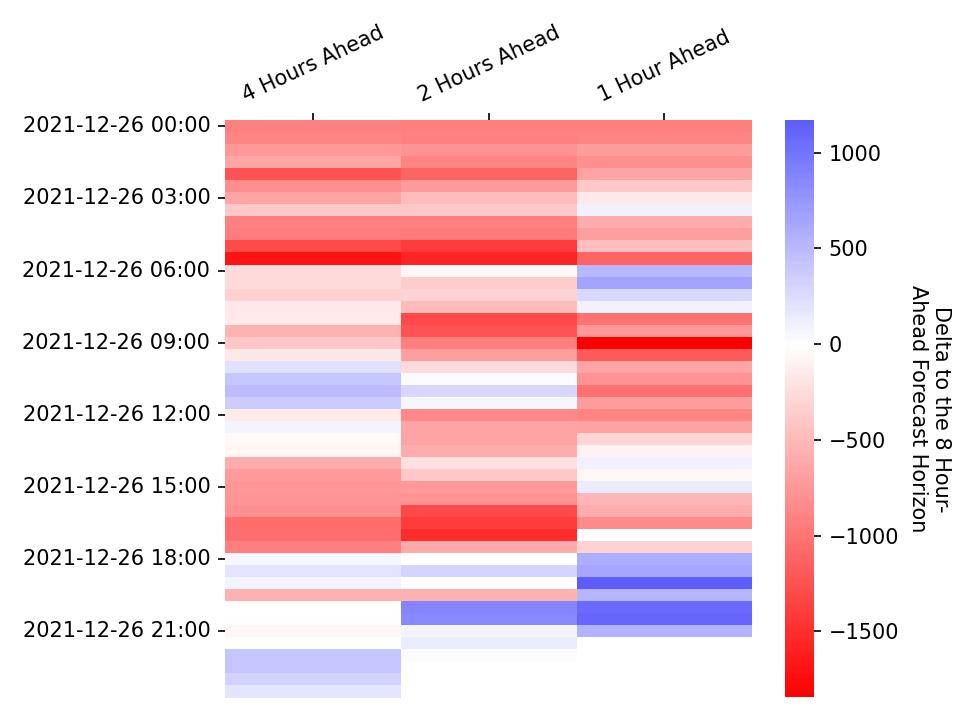 4 Hours Ahead
2 Hours Ahead
1 Hour Ahead
2021-12-26 00:00
2021-12-26 03:00
2021-12-26 06:00
2021-12-26 09:00
2021-12-26 12:00
2021-12-26 15:00
2021-12-26 18:00
2021-12-26 21:00
1000
500
0
−500
−1000
−1500
Delta to the 8 Hour-
Ahead Forecast Horizon